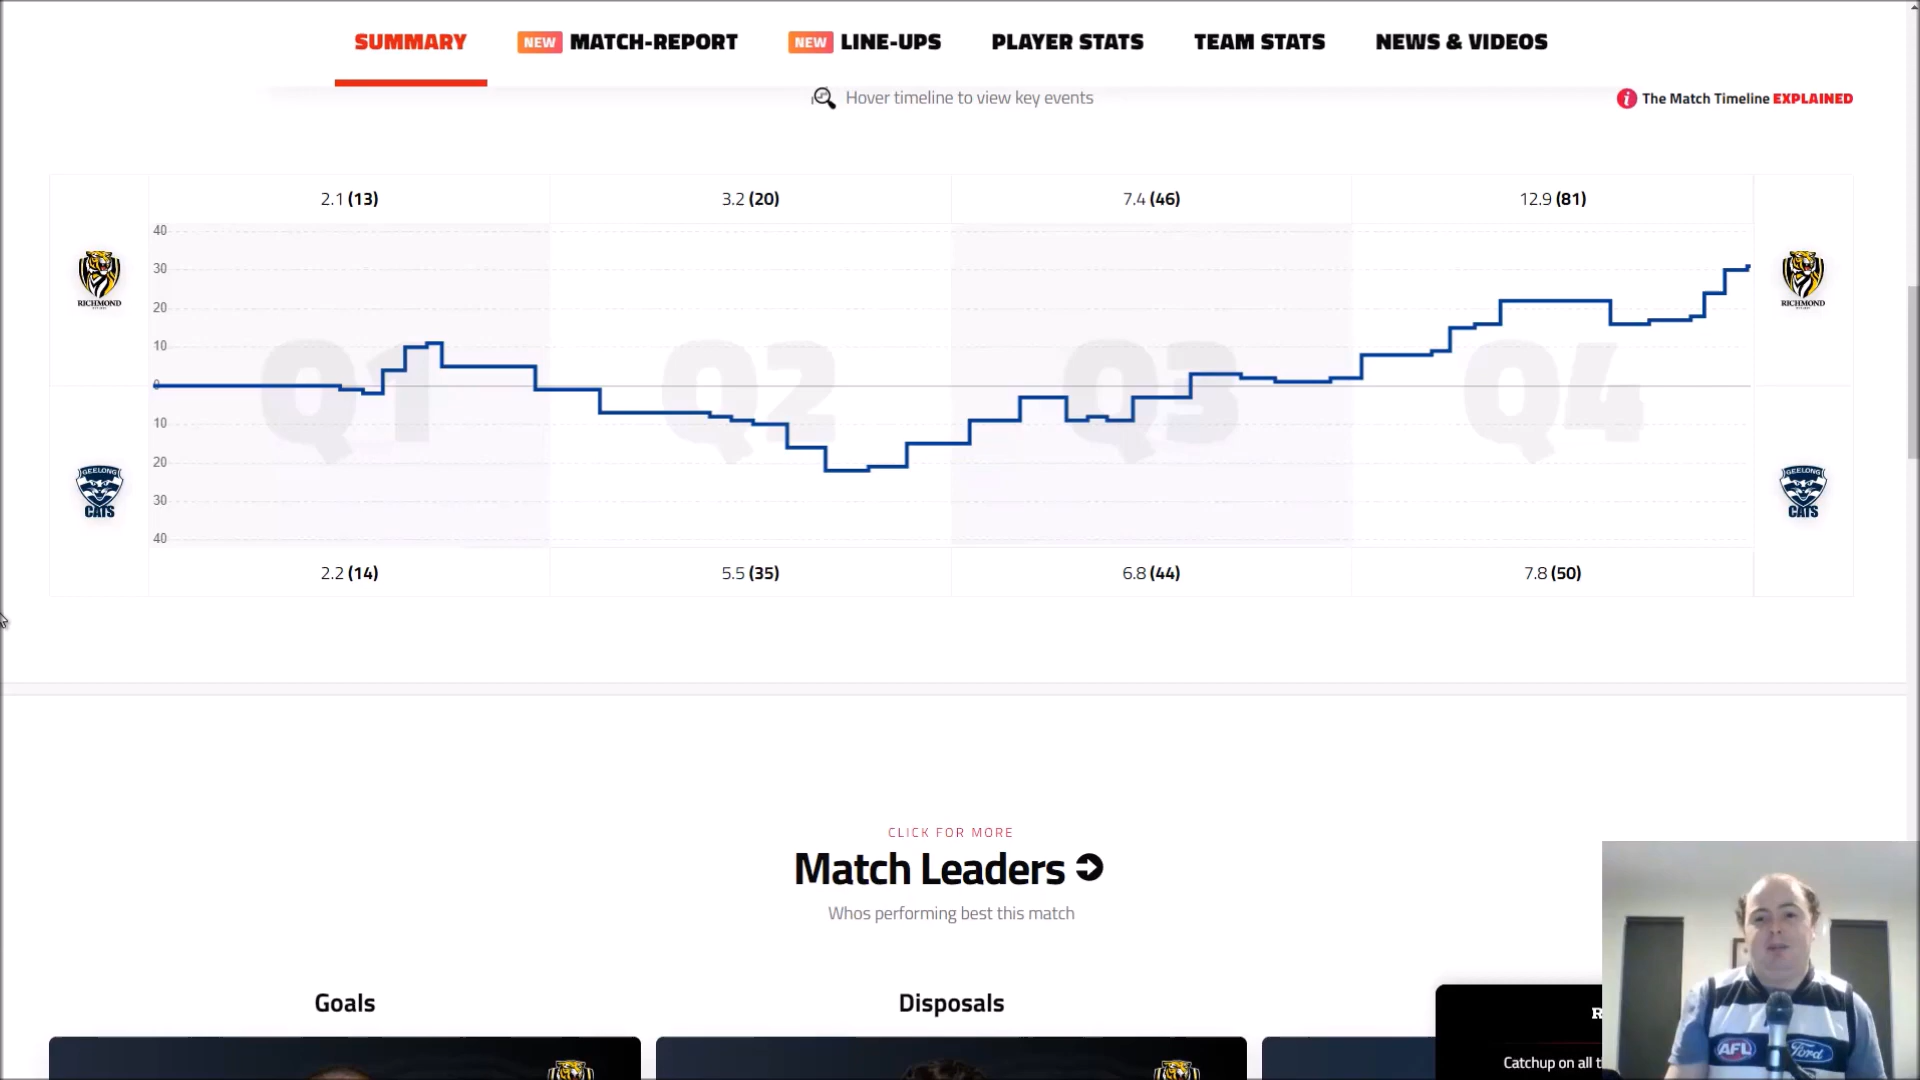 SUMMARY
NEW MATCH-REPORT
NEW LINE-UPS
PLAYER STATS
TEAM STATS
NEWS & VIDEOS
Hover timeline to view key events
i The Match Timeline EXPLAINED
2.1 (13)
3.2 (20)
7.4 (46)
12.9 (81)
40
30
20
10
0
10
20
30
40
Q1
Q2
Q3
Q4
RICHMOND
RICHMOND
GEELONG
CATS
GEELONG
CATS
2.2 (14)
5.5 (35)
6.8 (44)
7.8 (50)
CLICK FOR MORE
Match Leaders
Whos performing best this match
Goals
Disposals
Catchup on all
AFL
Ford